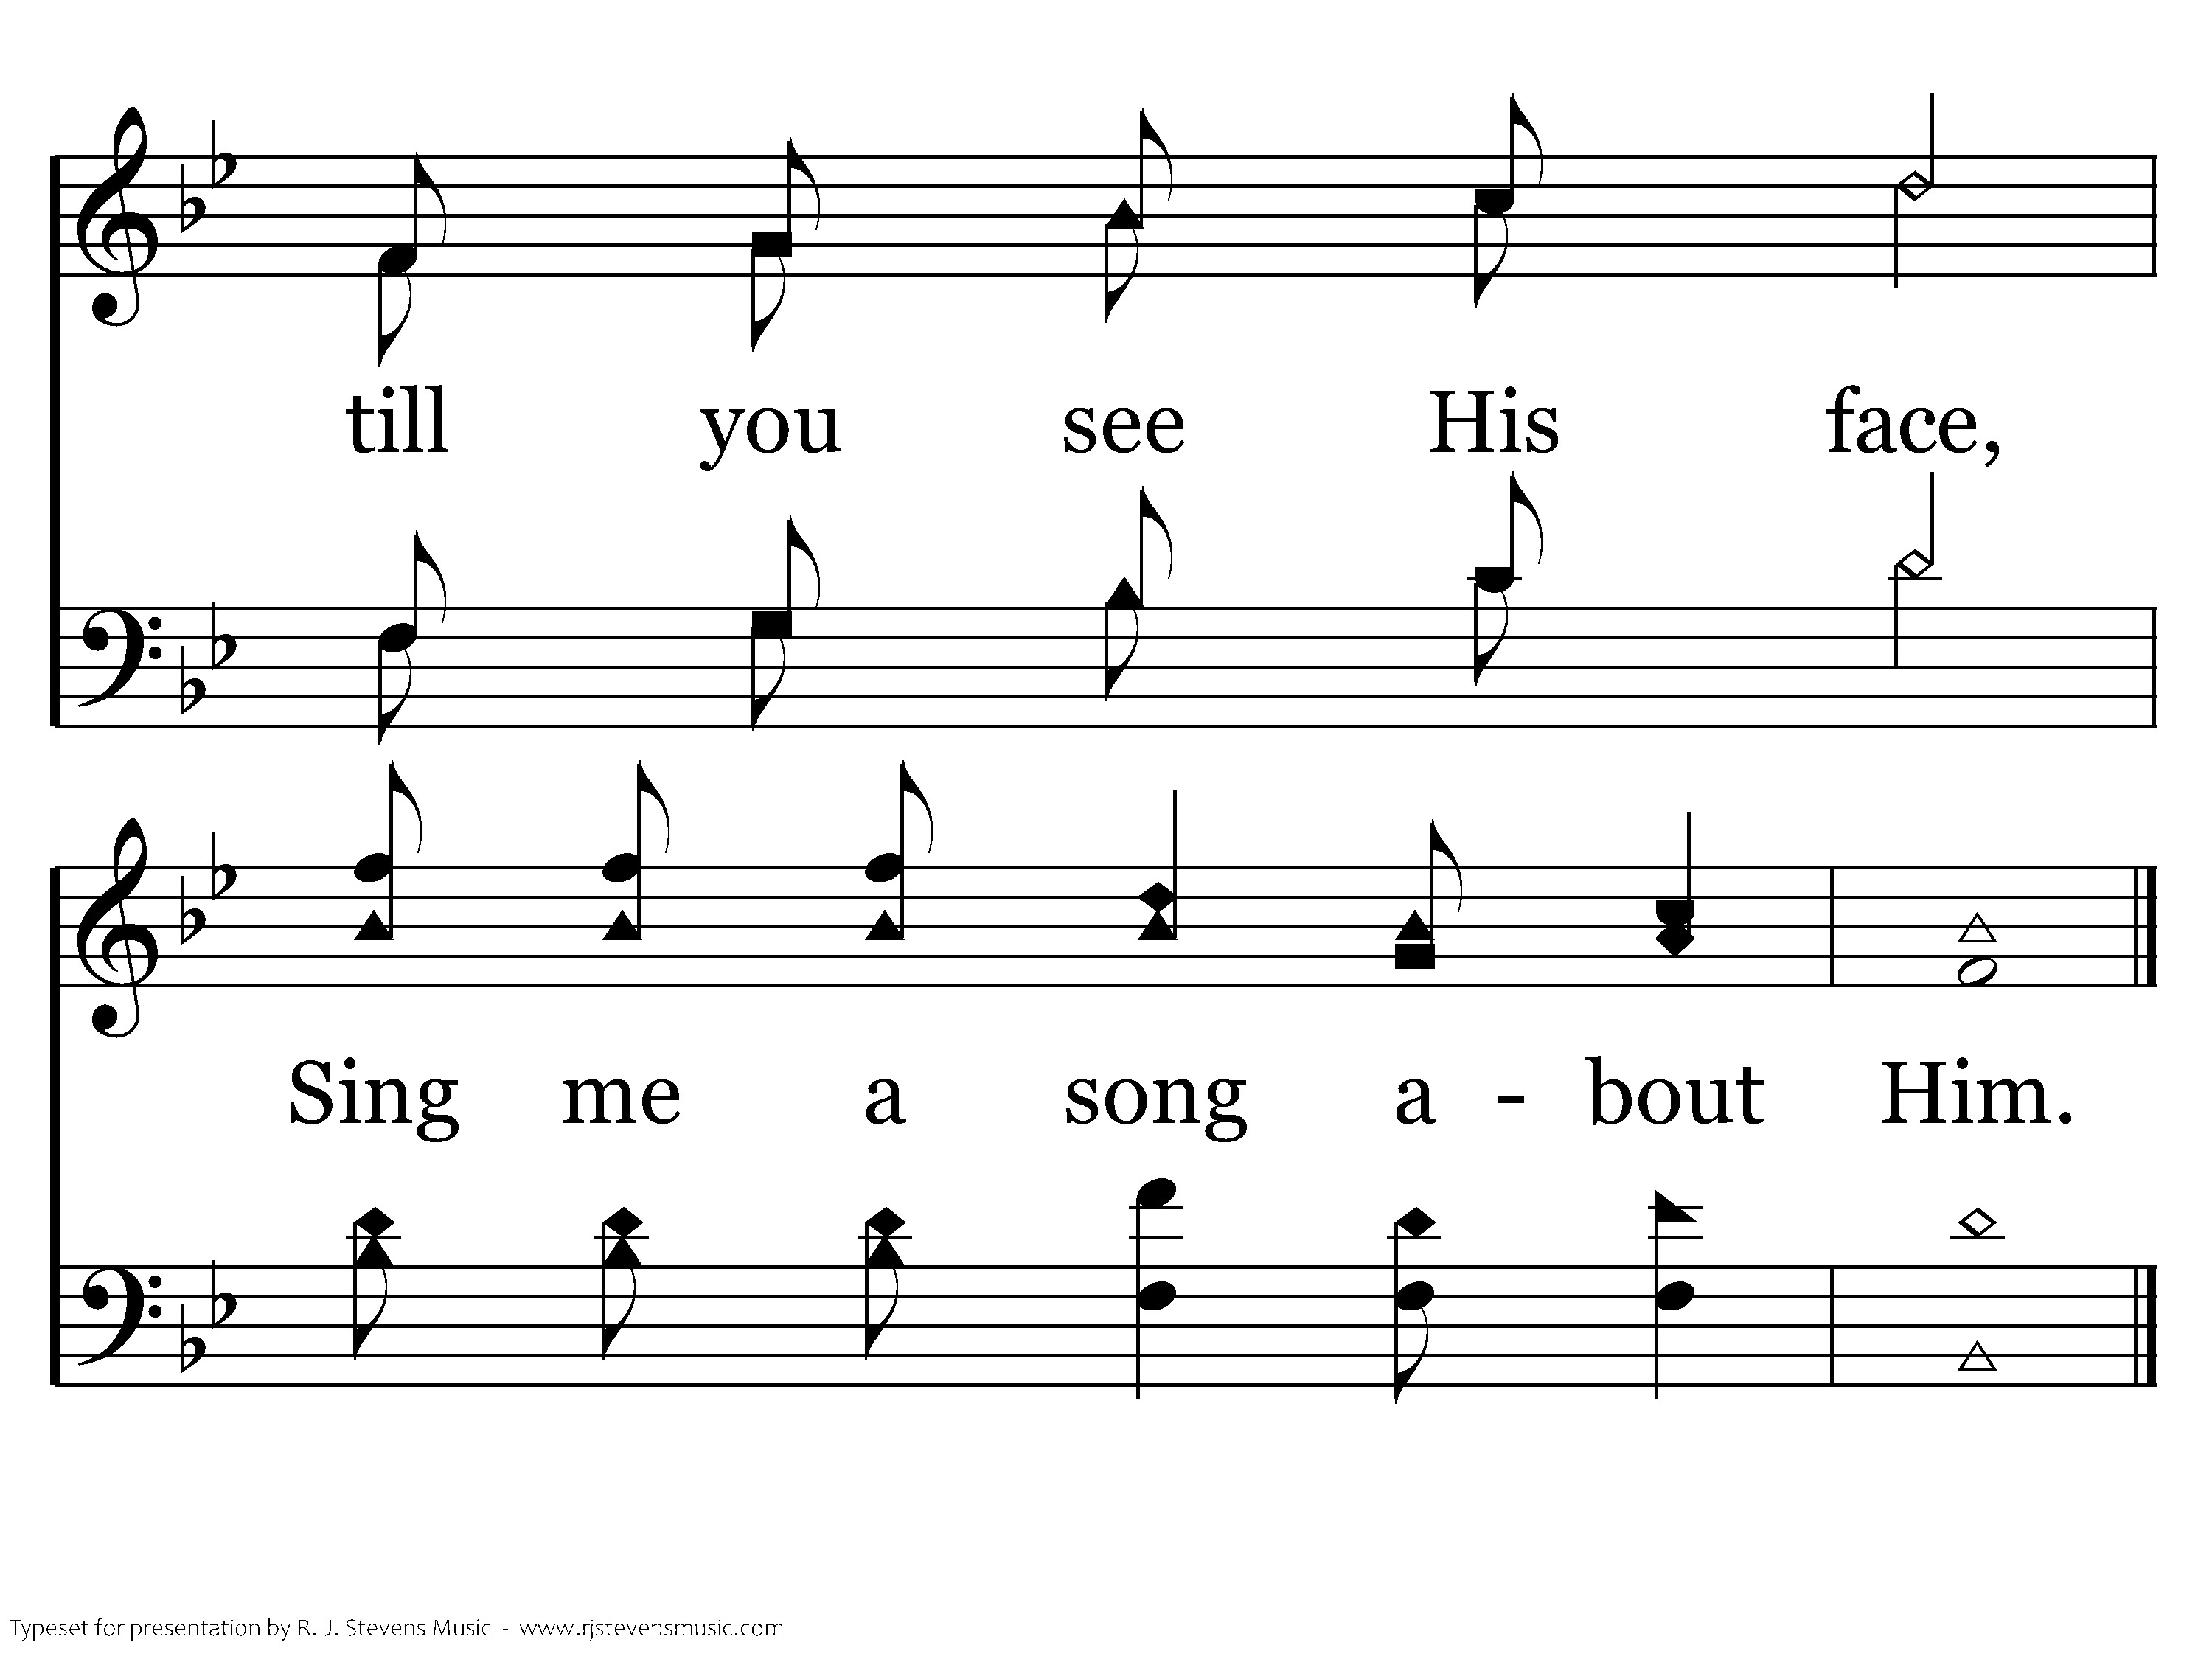 till you see His face,
Sing me a song a - bout Him.
Typeset for presentation by R. J. Stevens Music - www.rjstevensmusic.com